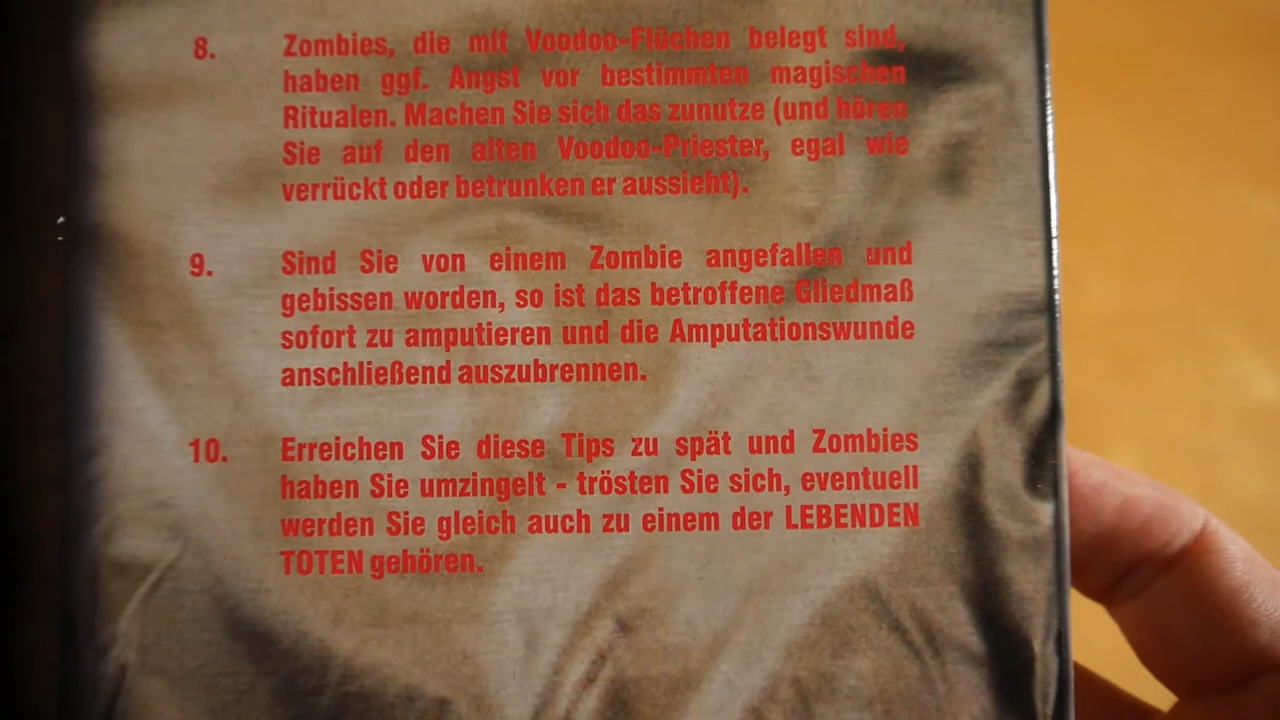 8. Zombies, die mit Voodoo-Flüchen belegt sind,
haben ggf. Angst vor bestimmten magischen
Ritualen. Machen Sie sich das zunutze (und hören
Sie auf den alten Voodoo-Priester, egal wie
verrückt oder betrunken er aussieht).
9. Sind Sie von einem Zombie angefallen und
gebissen worden, so ist das betroffene Gliedmaß
sofort zu amputieren und die Amputationswunde
anschließend auszubrennen.
10. Erreichen Sie diese Tips zu spät und Zombies
haben Sie umzingelt - trösten Sie sich, eventuell
werden Sie gleich auch zu einem der LEBENDEN
TOTEN gehören.